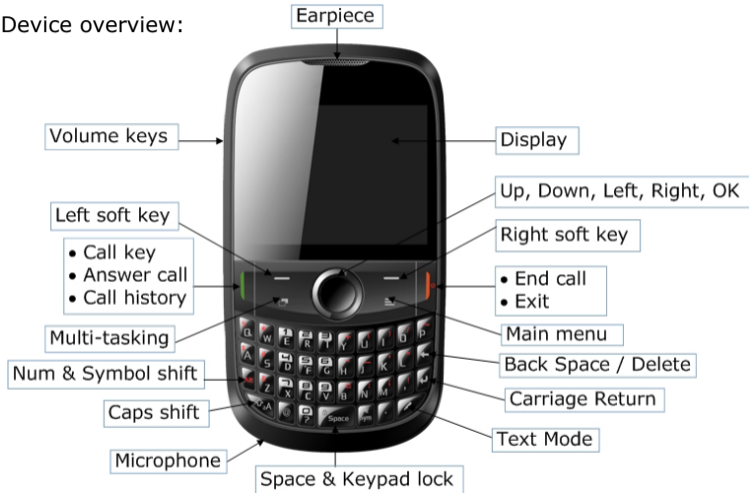 Device overview:
Earpiece
Volume keys
Display
Up, Down, Left, Right, OK
Left soft key
Right soft key
• Call key
• Answer call
• Call history
• End call
• Exit
Multi-tasking
Main menu
Back Space / Delete
Num & Symbol shift
Carriage Return
Caps shift
Text Mode
Microphone
Space & Keypad lock
Q W E R T Y U I O P
A S D F G H J K L
Z X C V B N M
Space Sym